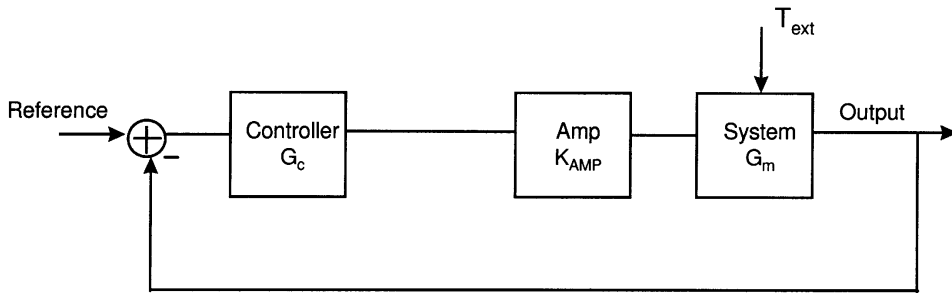 T_ext
Reference
Controller
G_c
Amp
K_AMP
System
G_m
Output